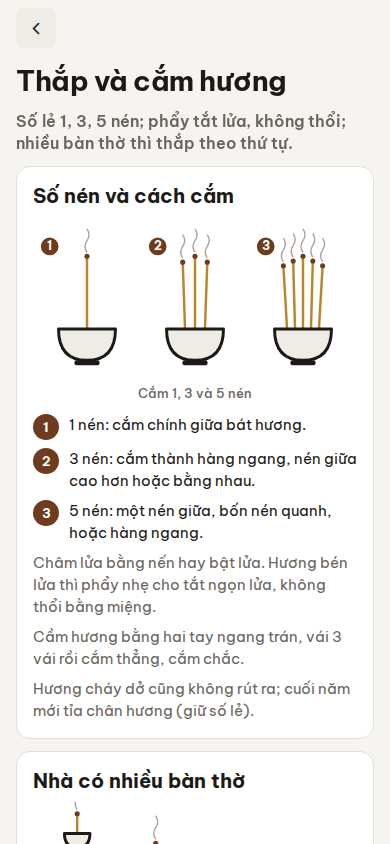 Thắp và cắm hương
Số lẻ 1, 3, 5 nén; phẩy tắt lửa, không thổi;
nhiều bàn thờ thì thắp theo thứ tự.
Số nén và cách cắm
1 2 3
Cắm 1, 3 và 5 nén
1 1 nén: cắm chính giữa bát hương.
2 3 nén: cắm thành hàng ngang, nén giữa
cao hơn hoặc bằng nhau.
3 5 nén: một nén giữa, bốn nén quanh,
hoặc hàng ngang.
Châm lửa bằng nến hay bật lửa. Hương bén
lửa thì phẩy nhẹ cho tắt ngọn lửa, không
thổi bằng miệng.
Cầm hương bằng hai tay ngang trán, vái 3
vái rồi cắm thẳng, cắm chắc.
Hương cháy dở cũng không rút ra; cuối năm
mới tỉa chân hương (giữ số lẻ).
Nhà có nhiều bàn thờ